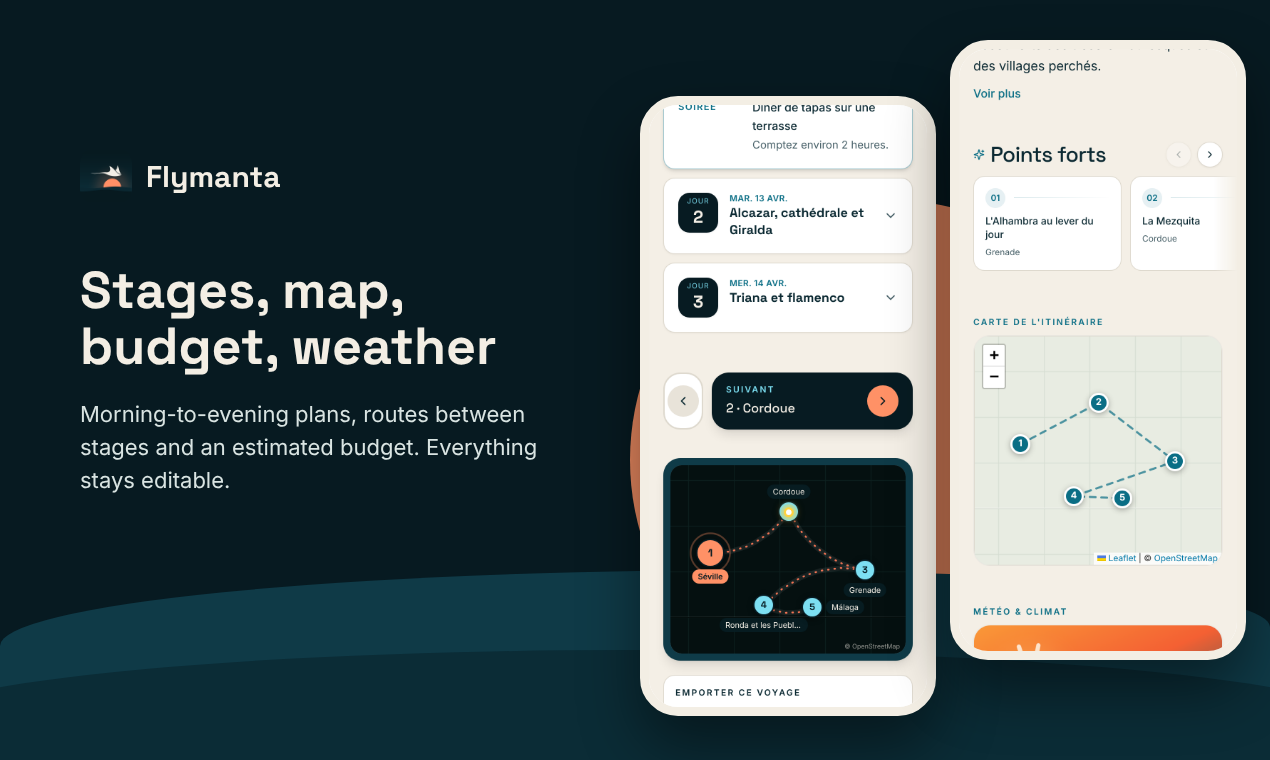 Flymanta
Stages, map,
budget, weather
Morning-to-evening plans, routes between
stages and an estimated budget. Everything
stays editable.
SOIRÉE
Dîner de tapas sur une
terrasse
Comptez environ 2 heures.
JOUR
2
MAR. 13 AVR.
Alcazar, cathédrale et
Giralda
JOUR
3
MER. 14 AVR.
Triana et flamenco
SUIVANT
2 · Cordoue
Cordoue
1
Séville
3
Grenade
4
5
Málaga
Ronda et les Puebl...
© OpenStreetMap
EMPORTER CE VOYAGE
des villages perchés.
Voir plus
Points forts
01
L'Alhambra au lever du
jour
Grenade
02
La Mezquita
Cordoue
CARTE DE L'ITINÉRAIRE
+
−
2
1
3
4
5
Leaflet | © OpenStreetMap
MÉTÉO & CLIMAT